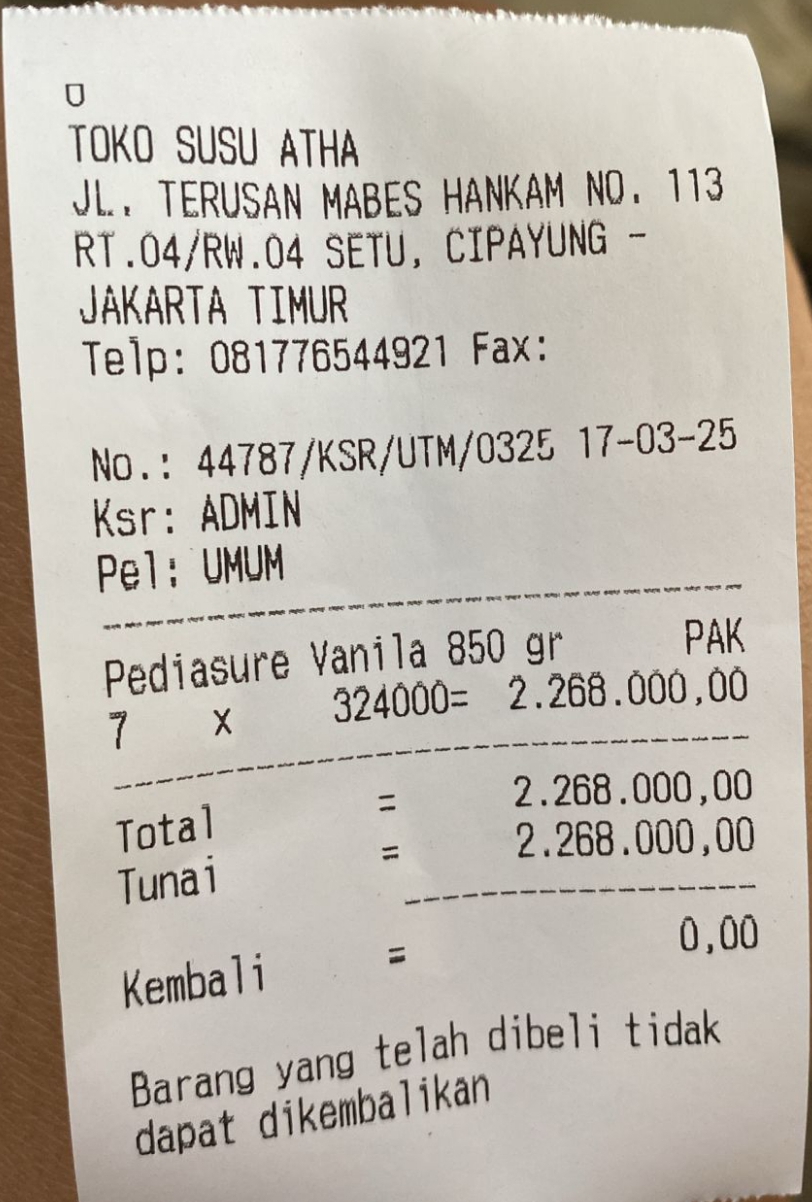 TOKO SUSU ATHA
JL. TERUSAN MABES HANKAM NO. 113
RT.04/RW.04 SETU, CIPAYUNG -
JAKARTA TIMUR
Telp: 081776544921 Fax:
No.: 44787/KSR/UTM/0325 17-03-25
Ksr: ADMIN
Pel: UMUM
Pediasure Vanila 850 gr PAK
7 X 324000= 2.268.000,00
Total = 2.268.000,00
Tunai = 2.268.000,00
Kembali = 0,00
Barang yang telah dibeli tidak
dapat dikembalikan